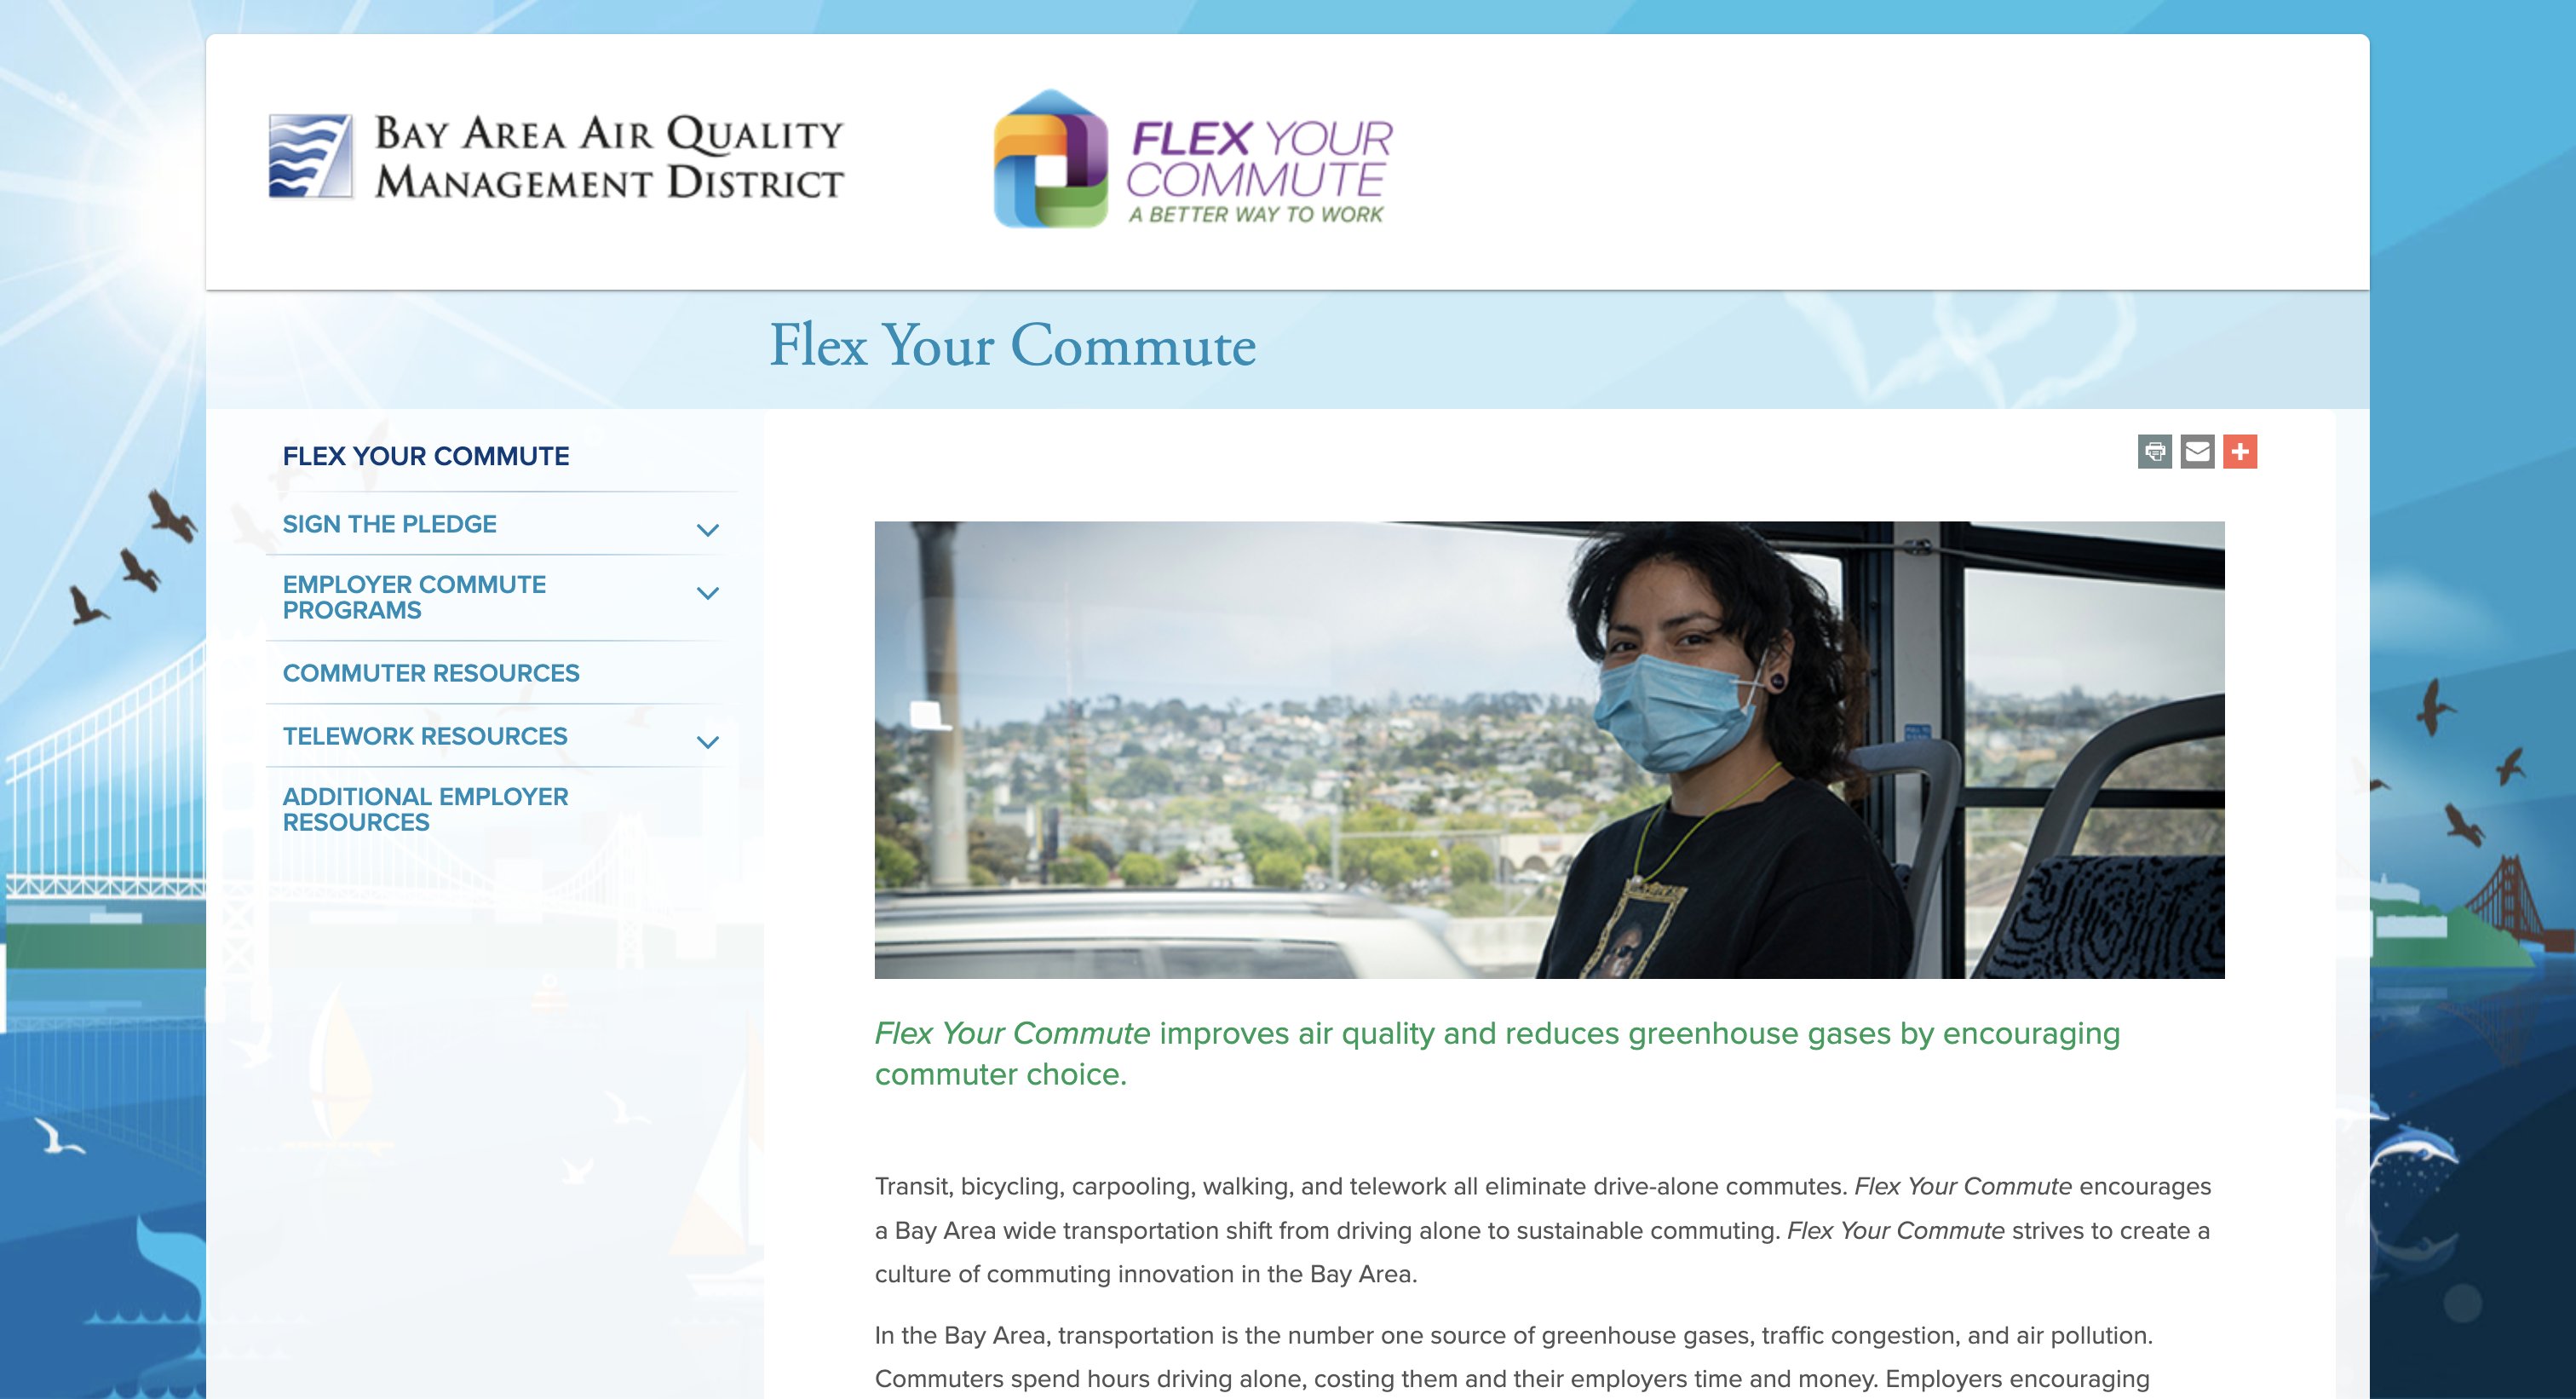 BAY AREA AIR QUALITY
MANAGEMENT DISTRICT
FLEX YOUR
COMMUTE
A BETTER WAY TO WORK
Flex Your Commute
FLEX YOUR COMMUTE
SIGN THE PLEDGE
EMPLOYER COMMUTE
PROGRAMS
COMMUTER RESOURCES
TELEWORK RESOURCES
ADDITIONAL EMPLOYER
RESOURCES
Flex Your Commute improves air quality and reduces greenhouse gases by encouraging
commuter choice.
Transit, bicycling, carpooling, walking, and telework all eliminate drive-alone commutes. Flex Your Commute encourages
a Bay Area wide transportation shift from driving alone to sustainable commuting. Flex Your Commute strives to create a
culture of commuting innovation in the Bay Area.
In the Bay Area, transportation is the number one source of greenhouse gases, traffic congestion, and air pollution.
Commuters spend hours driving alone, costing them and their employers time and money. Employers encouraging